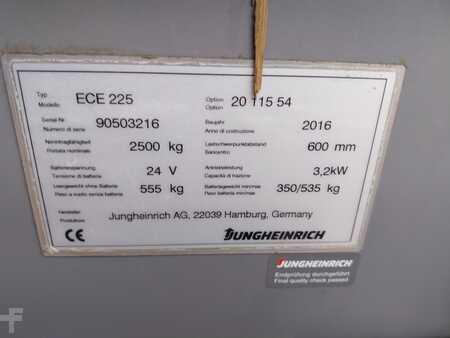 Typ
Modello
ECE 225
Option
Option
20 115 54
Serial Nr.
Numero di serie
90503216
Baujahr
Anno di costruzione
2016
Nenntragfähigkeit
Portata nominale
2500 kg
Lastschwerpunktabstand
Baricentro
600 mm
Batteriespannung
Tensione di batteria
24 V
Antriebsleistung
Capacità di trazione
3,2kW
Leergewicht ohne Batterie
Peso a vuoto senza batteria
555 kg
Batteriegewicht min/max
Peso batteria min/max
350/535 kg
Hersteller
Produttore
Jungheinrich AG, 22039 Hamburg, Germany
CE
JUNGHEINRICH
JUNGHEINRICH
Endprüfung durchgeführt
Final quality check passed